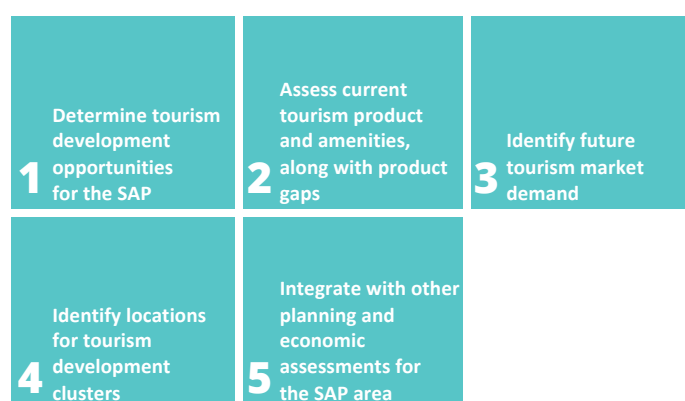 1 Determine tourism
development
opportunities
for the SAP
2 Assess current
tourism product
and amenities,
along with product
gaps
3 Identify future
tourism market
demand
4 Identify locations
for tourism
development
clusters
5 Integrate with other
planning and
economic
assessments for
the SAP area